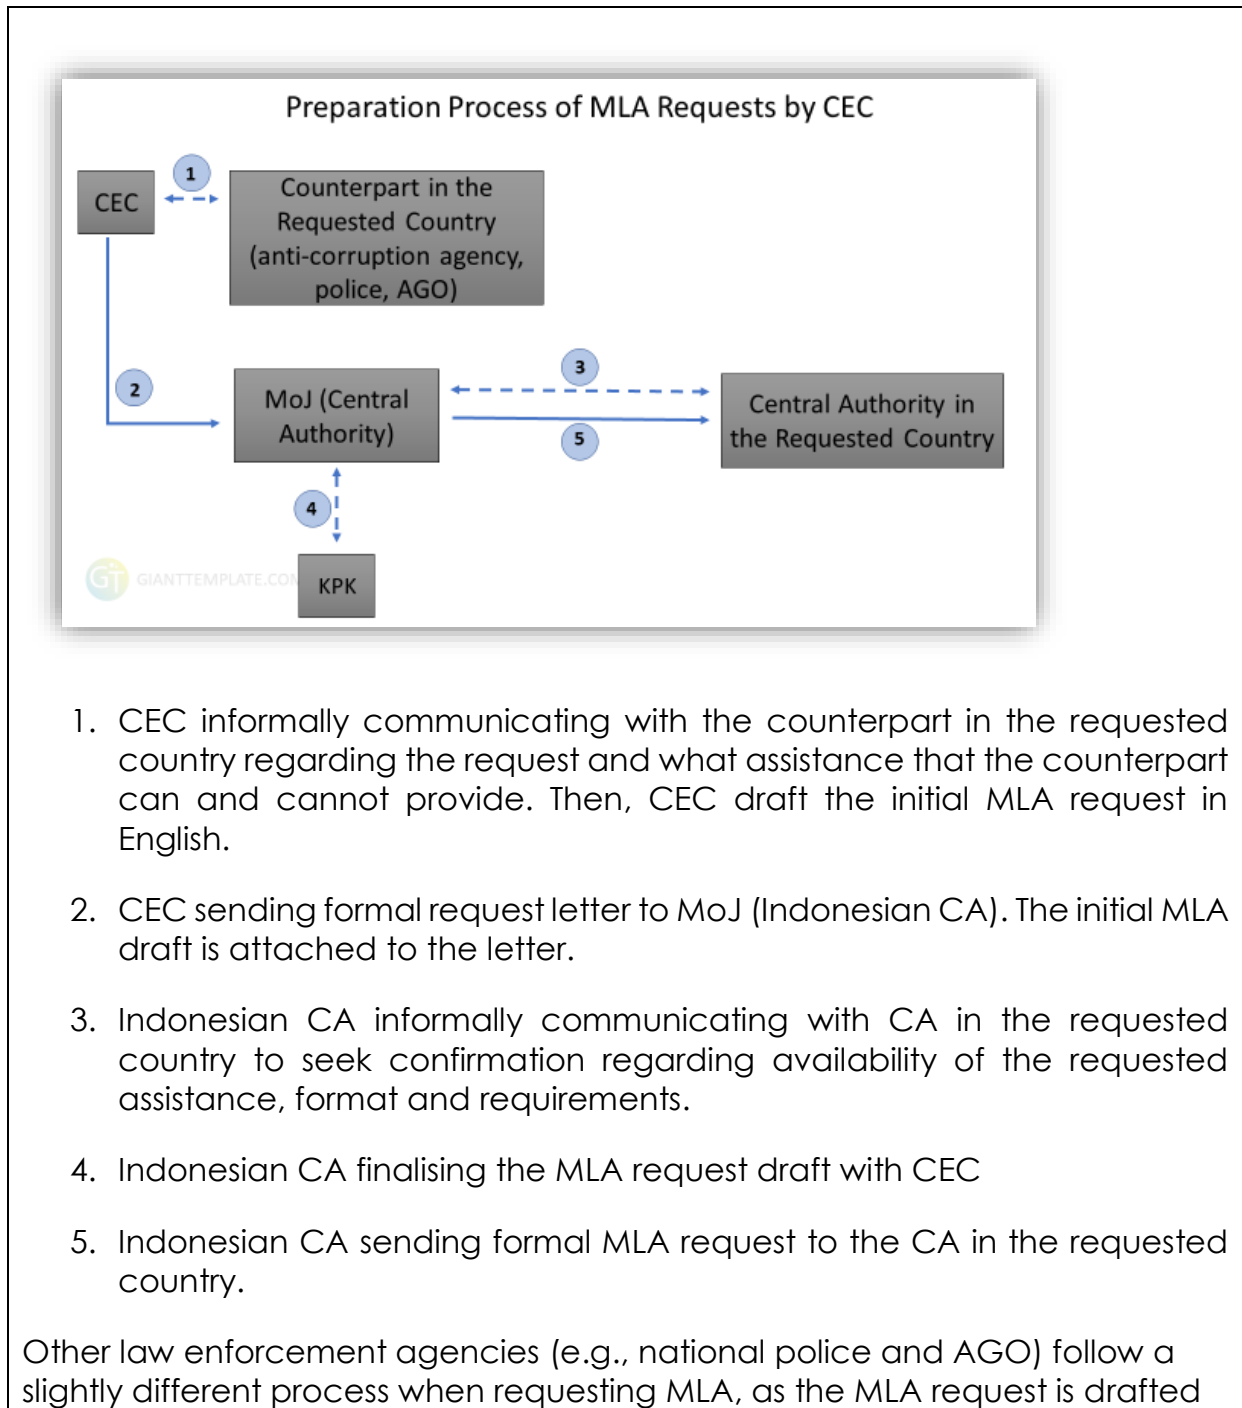 Preparation Process of MLA Requests by CEC
1
CEC
Counterpart in the
Requested Country
(anti-corruption agency,
police, AGO)
2
MoJ (Central
Authority)
3
5
Central Authority in
the Requested Country
4
KPK
GT GIANTTEMPLATE.COM
1. CEC informally communicating with the counterpart in the requested
country regarding the request and what assistance that the counterpart
can and cannot provide. Then, CEC draft the initial MLA request in
English.
2. CEC sending formal request letter to MoJ (Indonesian CA). The initial MLA
draft is attached to the letter.
3. Indonesian CA informally communicating with CA in the requested
country to seek confirmation regarding availability of the requested
assistance, format and requirements.
4. Indonesian CA finalising the MLA request draft with CEC
5. Indonesian CA sending formal MLA request to the CA in the requested
country.
Other law enforcement agencies (e.g., national police and AGO) follow a
slightly different process when requesting MLA, as the MLA request is drafted